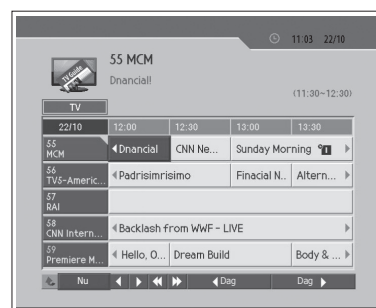 11:03 22/10
55 MCM
TV Guide
Dnancial!
(11:30~12:30)
TV
22/10 12:00 12:30 13:00 13:30
55 MCM Dnancial CNN Ne... Sunday Morning
56 TV5-Americ... Padrisimrisimo Finacial N.. Altern...
57 RAI
58 CNN Intern... Backlash from WWF - LIVE
59 Premiere M... Hello, O... Dream Build Body & ...
Nu Dag Dag